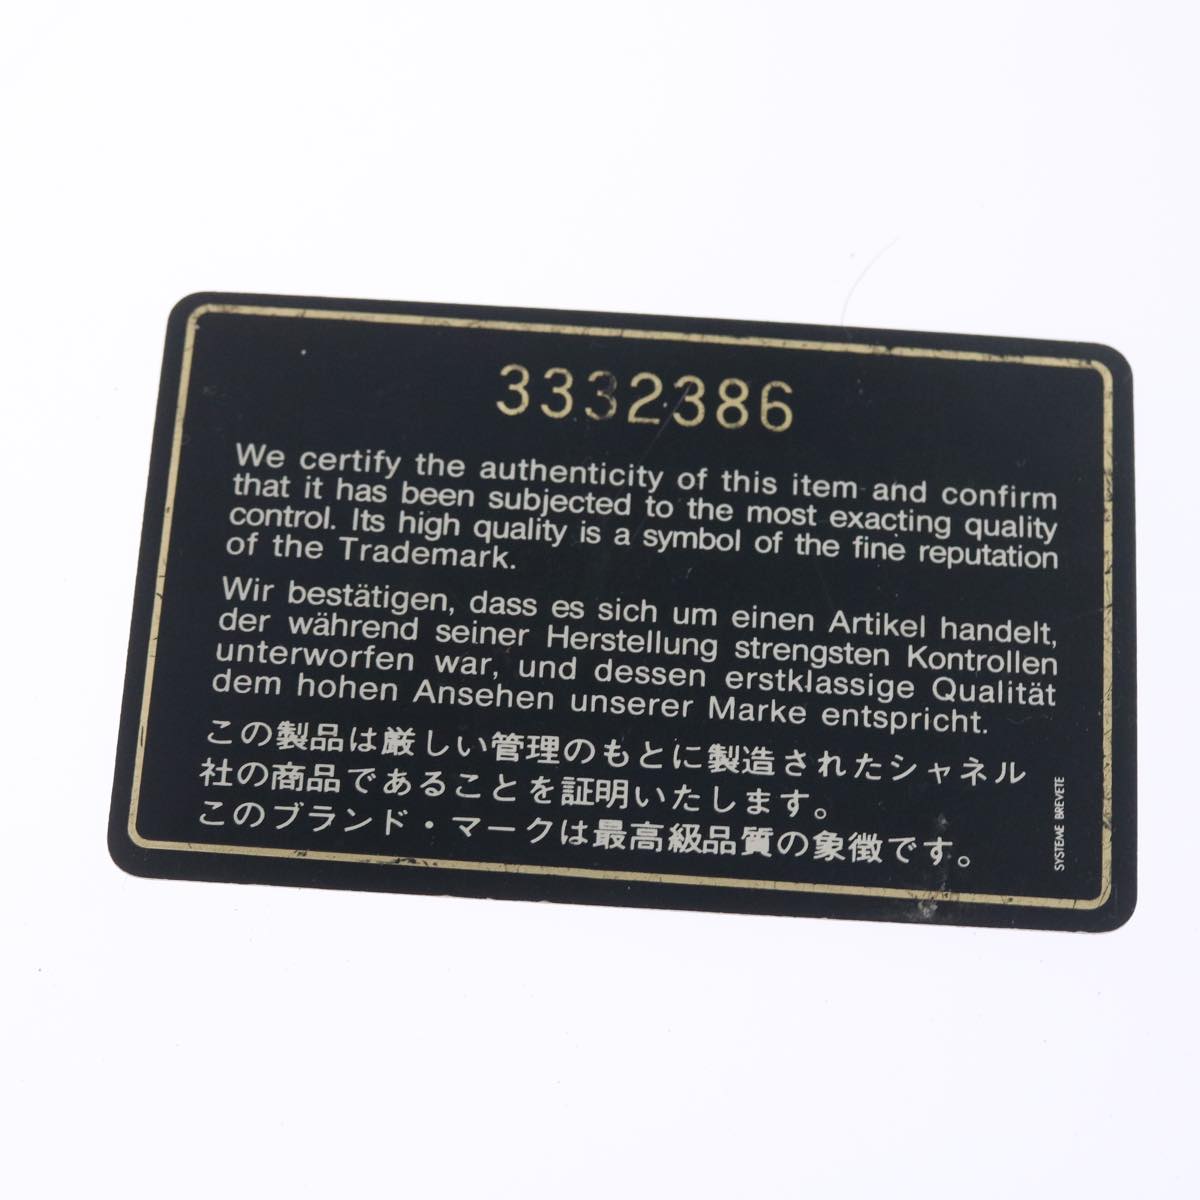 3332386
We certify the authenticity of this item and confirm
that it has been subjected to the most exacting quality
control. Its high quality is a symbol of the fine reputation
of the Trademark.
Wir bestätigen, dass es sich um einen Artikel handelt,
der während seiner Herstellung strengsten Kontrollen
unterworfen war, und dessen erstklassige Qualität
dem hohen Ansehen unserer Marke entspricht.
この製品は厳しい管理のもとに製造されたシャネル
社の商品であることを証明いたします。
このブランド・マークは最高級品質の象徴です。
SYSTEME BREVETE